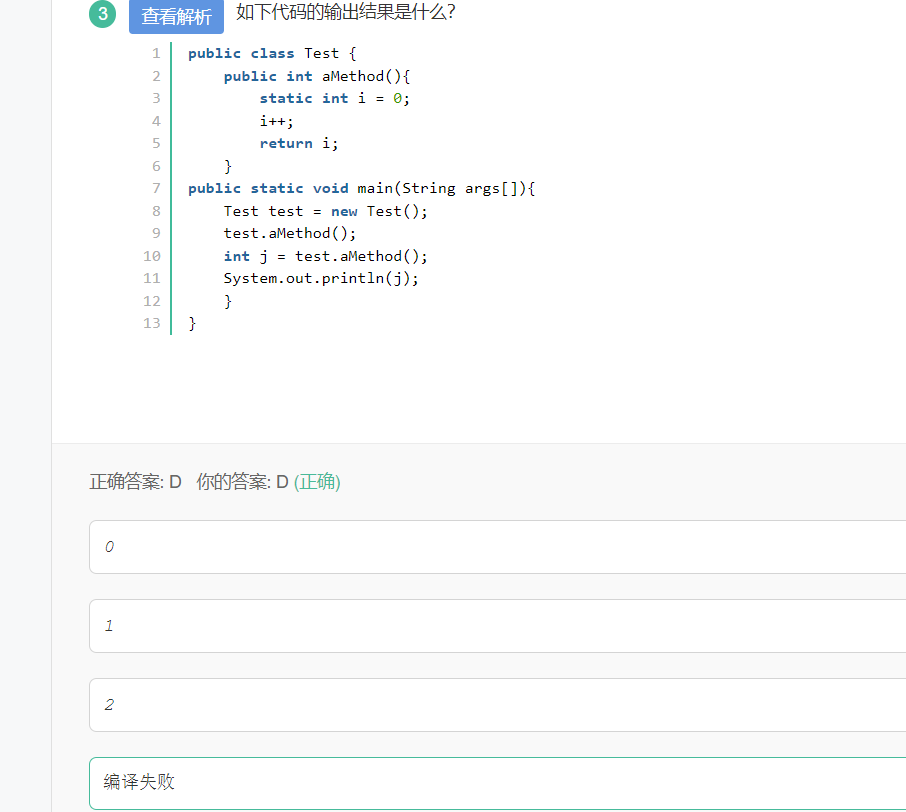 3 查看解析 如下代码的输出结果是什么?
1 public class Test {
2 public int aMethod(){
3 static int i = 0;
4 i++;
5 return i;
6 }
7 public static void main(String args[]){
8 Test test = new Test();
9 test.aMethod();
10 int j = test.aMethod();
11 System.out.println(j);
12 }
13 }
正确答案: D 你的答案: D (正确)
0
1
2
编译失败